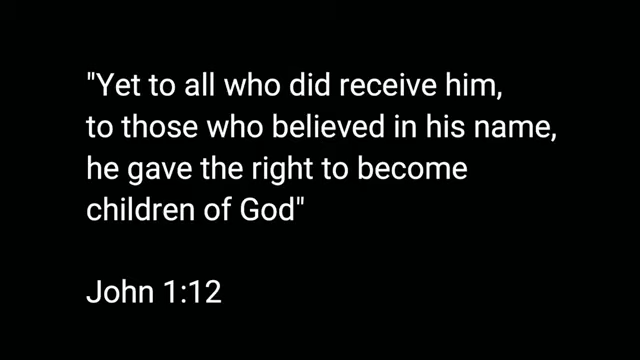 "Yet to all who did receive him,
to those who believed in his name,
he gave the right to become
children of God"
John 1:12